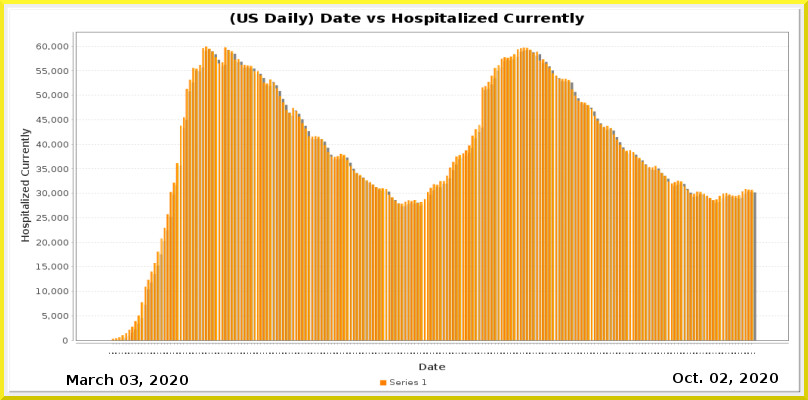 (US Daily) Date vs Hospitalized Currently
Hospitalized Currently
60,000
55,000
50,000
45,000
40,000
35,000
30,000
25,000
20,000
15,000
10,000
5,000
0
Date
March 03, 2020
Oct. 02, 2020
Series 1